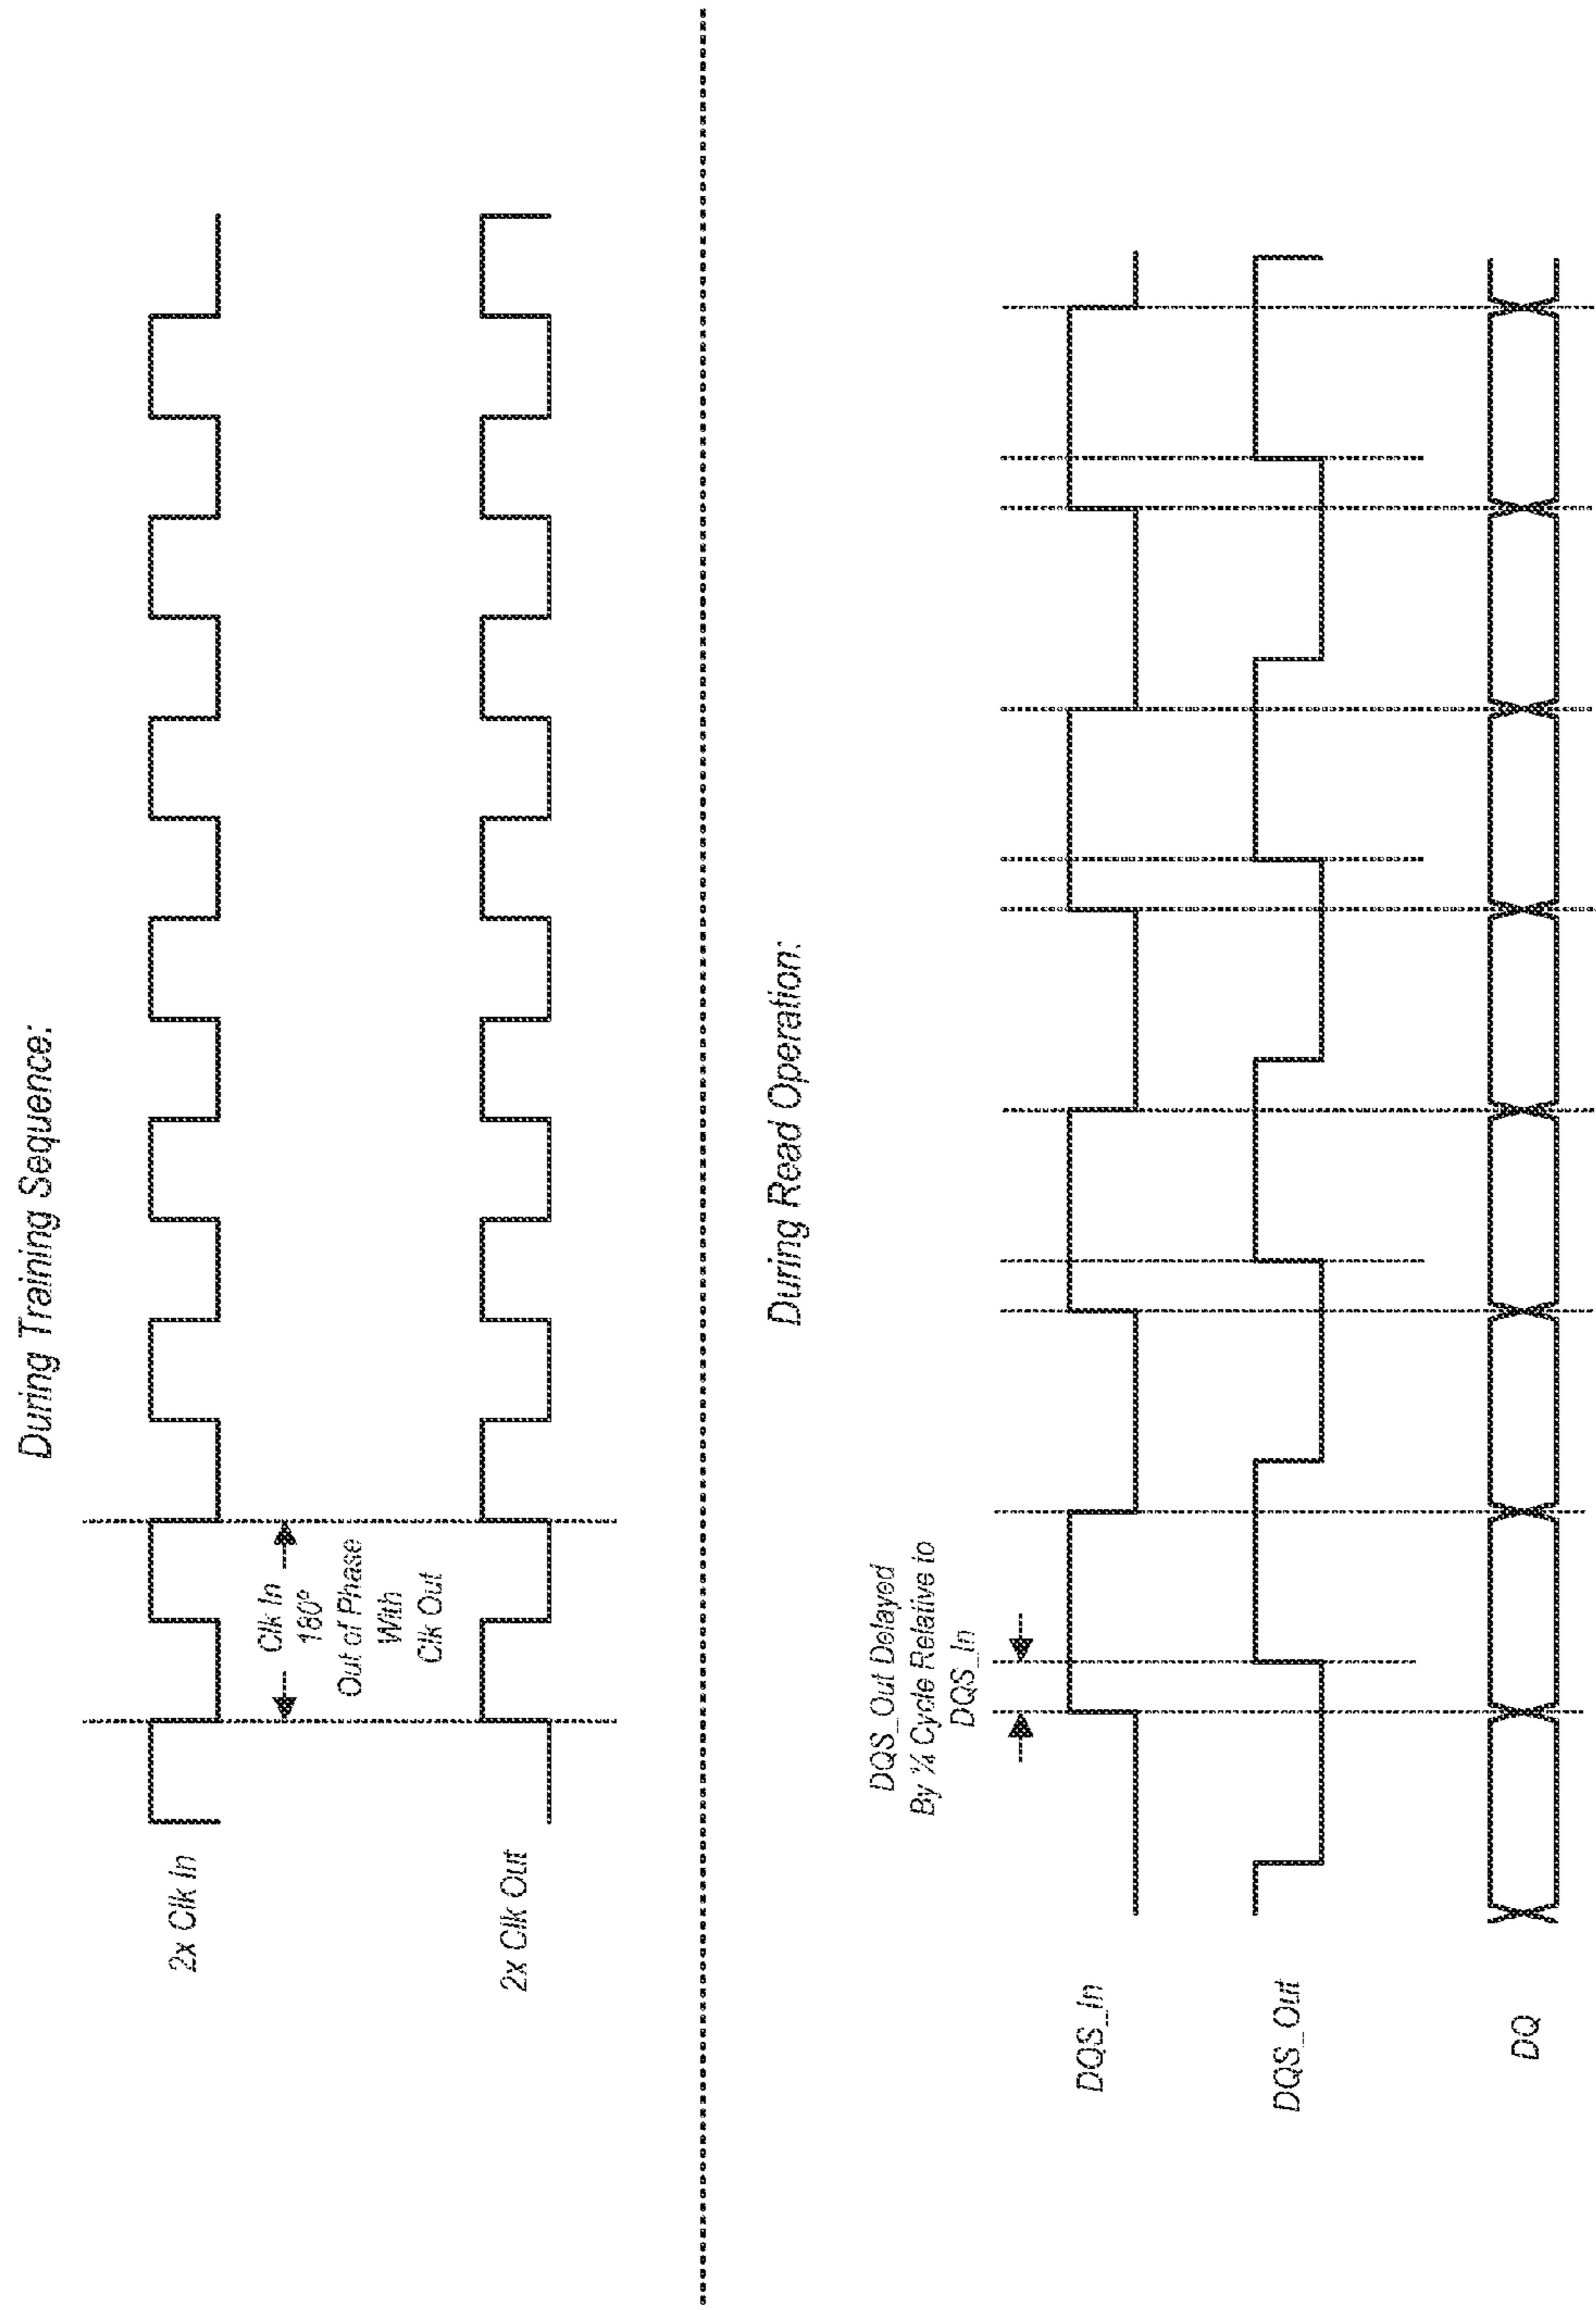 During Training Sequence:
2x Clk In
Clk In
180º
Out of Phase
With
Clk Out
2x Clk Out
During Read Operation:
DQS_Out Delayed
By ¼ Cycle Relative to
DQS_In
DQS_In
DQS_Out
DQ